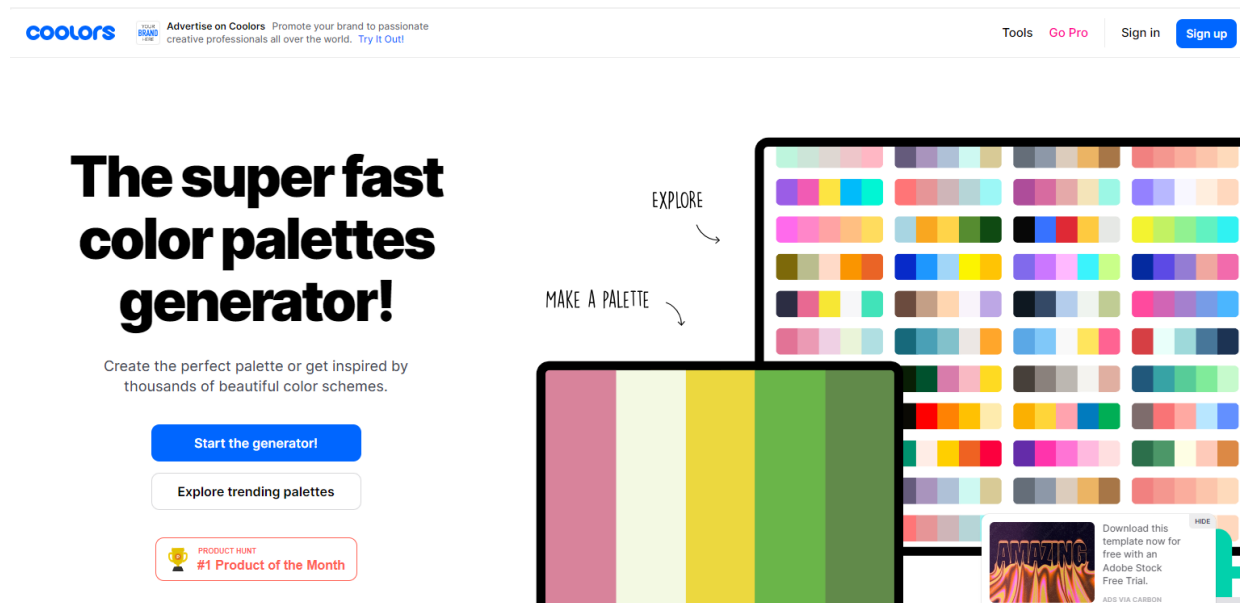 coolors
YOUR
BRAND
HERE
Advertise on Coolors Promote your brand to passionate
creative professionals all over the world. Try It Out!
Tools
Go Pro
Sign in
Sign up
The super fast
color palettes
generator!
Create the perfect palette or get inspired by
thousands of beautiful color schemes.
Start the generator!
Explore trending palettes
PRODUCT HUNT
#1 Product of the Month
EXPLORE
MAKE A PALETTE
HIDE
AMAZING
Download this
template now for
free with an
Adobe Stock
Free Trial.
ADS VIA CARBON